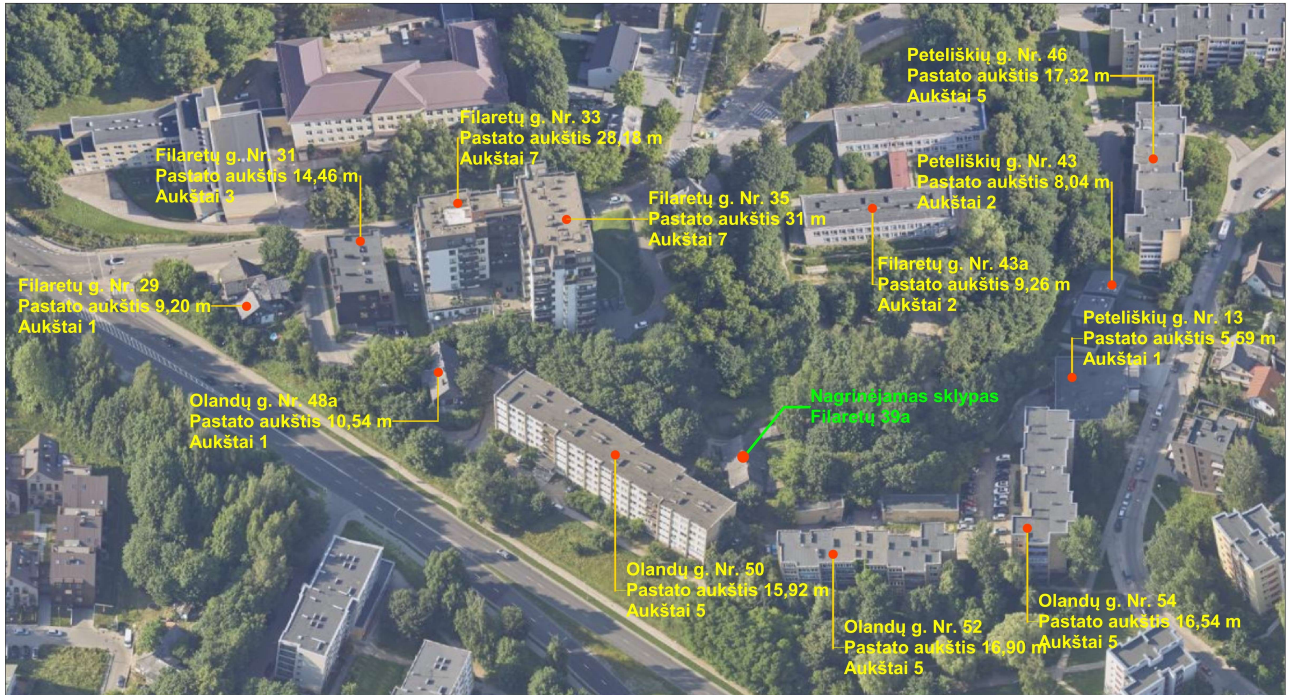 Peteliškių g. Nr. 46
Pastato aukštis 17,32 m
Aukštai 5
Filaretų g. Nr. 33
Pastato aukštis 28,18 m
Aukštai 7
Filaretų g. Nr. 31
Pastato aukštis 14,46 m
Aukštai 3
Peteliškių g. Nr. 43
Pastato aukštis 8,04 m
Aukštai 2
Filaretų g. Nr. 35
Pastato aukštis 31 m
Aukštai 7
Filaretų g. Nr. 43a
Pastato aukštis 9,26 m
Aukštai 2
Filaretų g. Nr. 29
Pastato aukštis 9,20 m
Aukštai 1
Peteliškių g. Nr. 13
Pastato aukštis 5,59 m
Aukštai 1
Olandų g. Nr. 48a
Pastato aukštis 10,54 m
Aukštai 1
Nagrinėjamas sklypas
Filaretų 39a
Olandų g. Nr. 50
Pastato aukštis 15,92 m
Aukštai 5
Olandų g. Nr. 54
Pastato aukštis 16,54 m
Aukštai 5
Olandų g. Nr. 52
Pastato aukštis 16,90 m
Aukštai 5